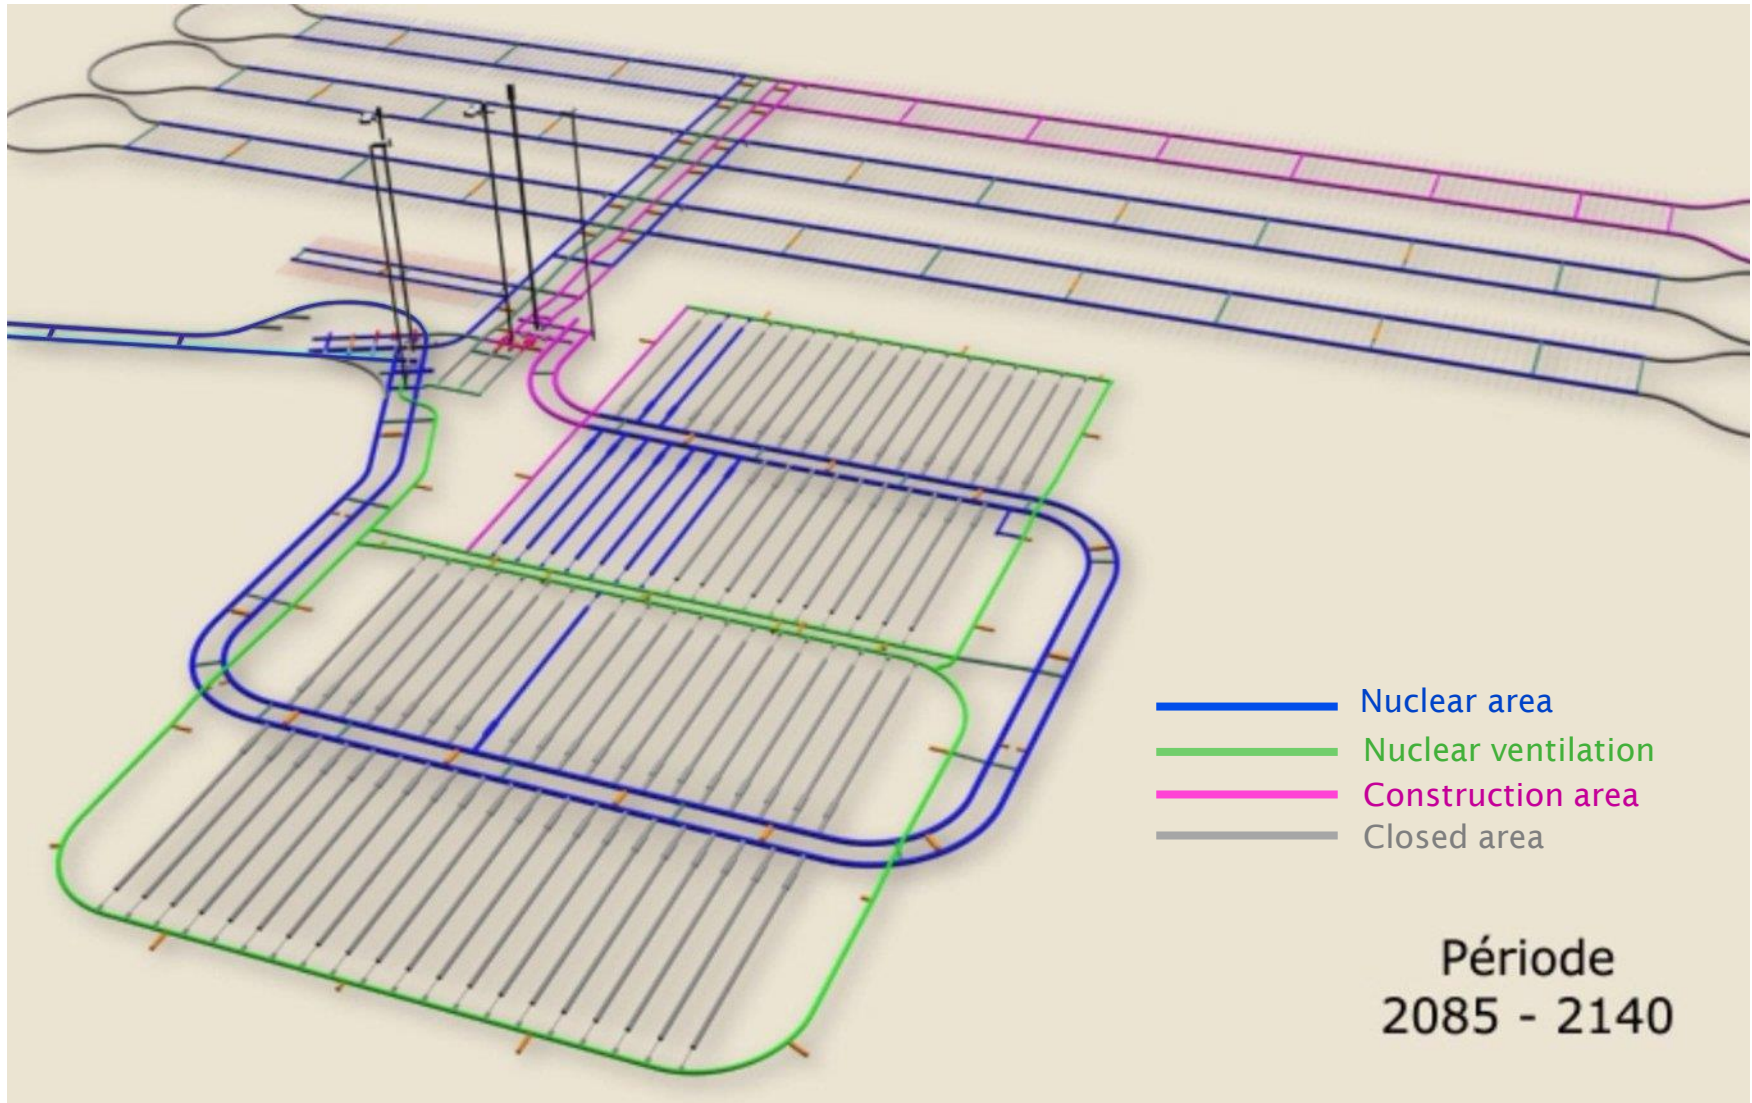 Nuclear area
Nuclear ventilation
Construction area
Closed area
Période
2085 - 2140